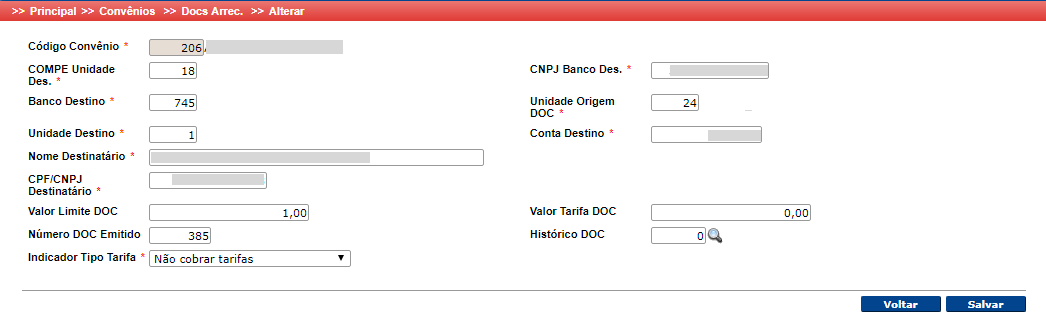 >> Principal >> Convênios >> Docs Arrec. >> Alterar
Código Convênio * 206
COMPE Unidade Des. * 18 CNPJ Banco Des. *
Banco Destino * 745 Unidade Origem DOC * 24
Unidade Destino * 1 Conta Destino *
Nome Destinatário *
CPF/CNPJ Destinatário *
Valor Limite DOC 1,00 Valor Tarifa DOC 0,00
Número DOC Emitido 385 Histórico DOC 0
Indicador Tipo Tarifa * Não cobrar tarifas
Voltar Salvar